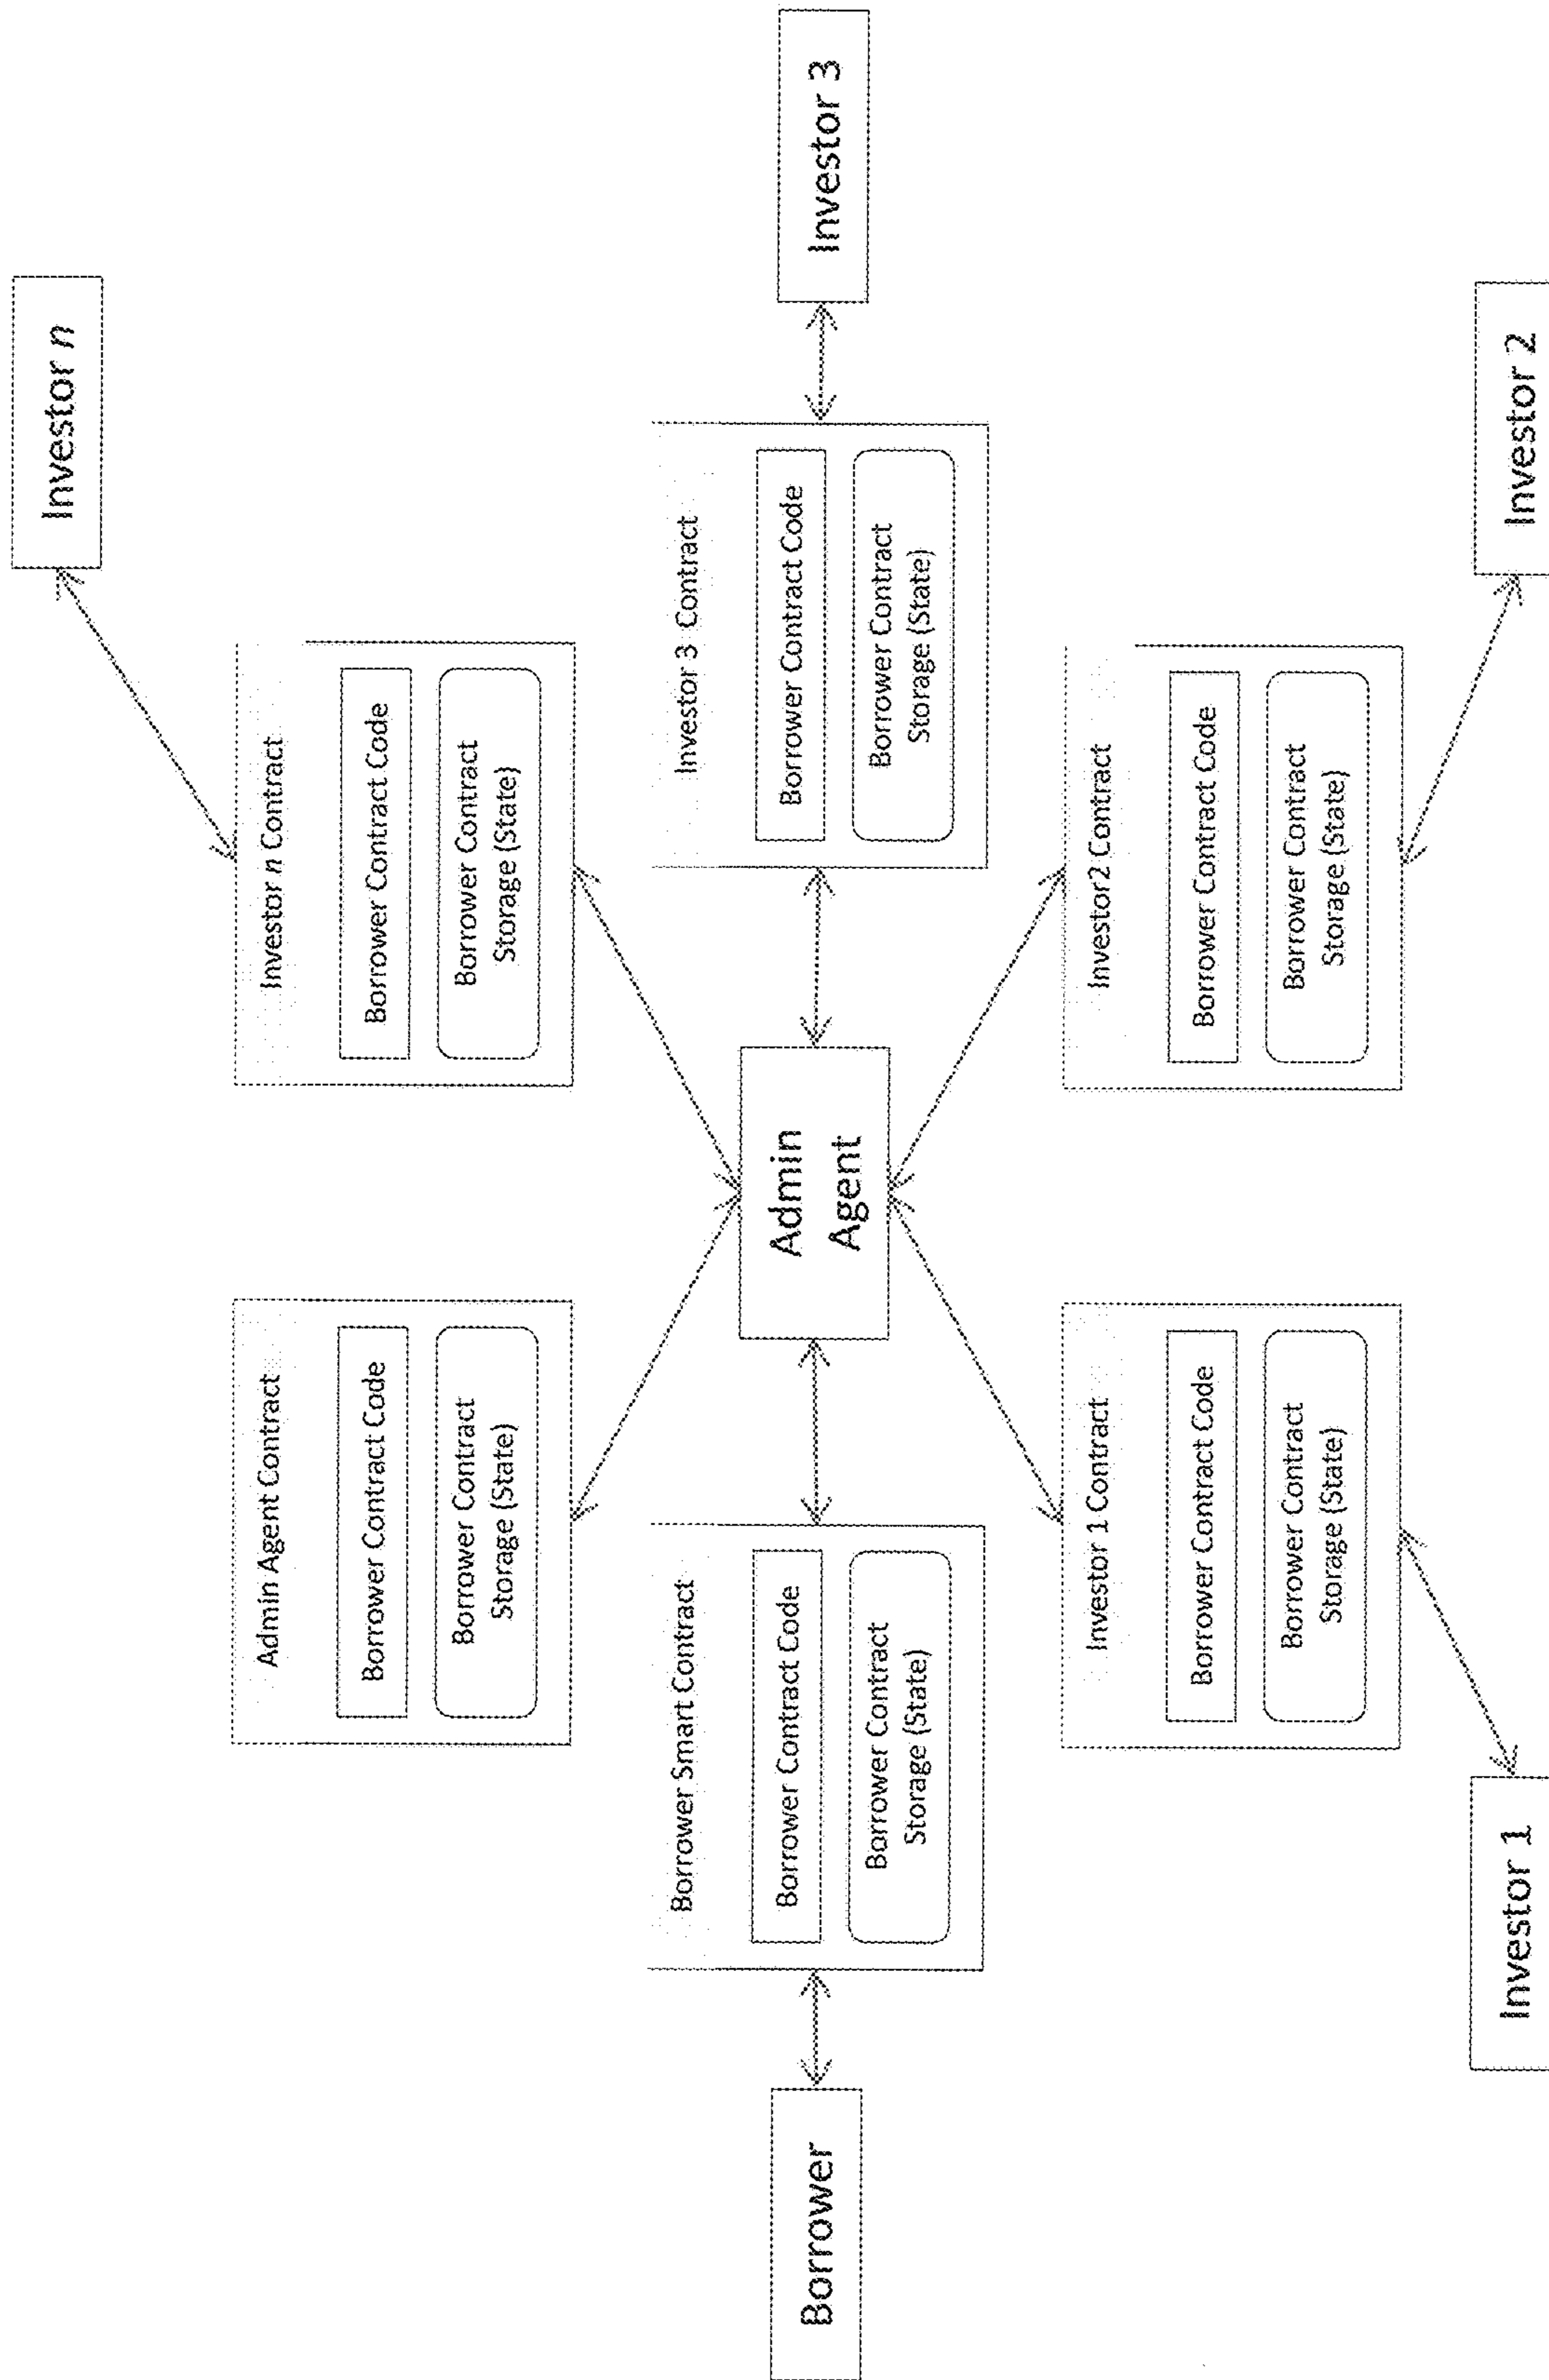 Investor n
Admin Agent Contract
Borrower Contract Code
Borrower Contract
Storage (State)
Investor n Contract
Borrower Contract Code
Borrower Contract
Storage (State)
Borrower
Borrower Smart Contract
Borrower Contract Code
Borrower Contract
Storage (State)
Admin
Agent
Investor 3 Contract
Borrower Contract Code
Borrower Contract
Storage (State)
Investor 3
Investor 1 Contract
Borrower Contract Code
Borrower Contract
Storage (State)
Investor2 Contract
Borrower Contract Code
Borrower Contract
Storage (State)
Investor 1
Investor 2